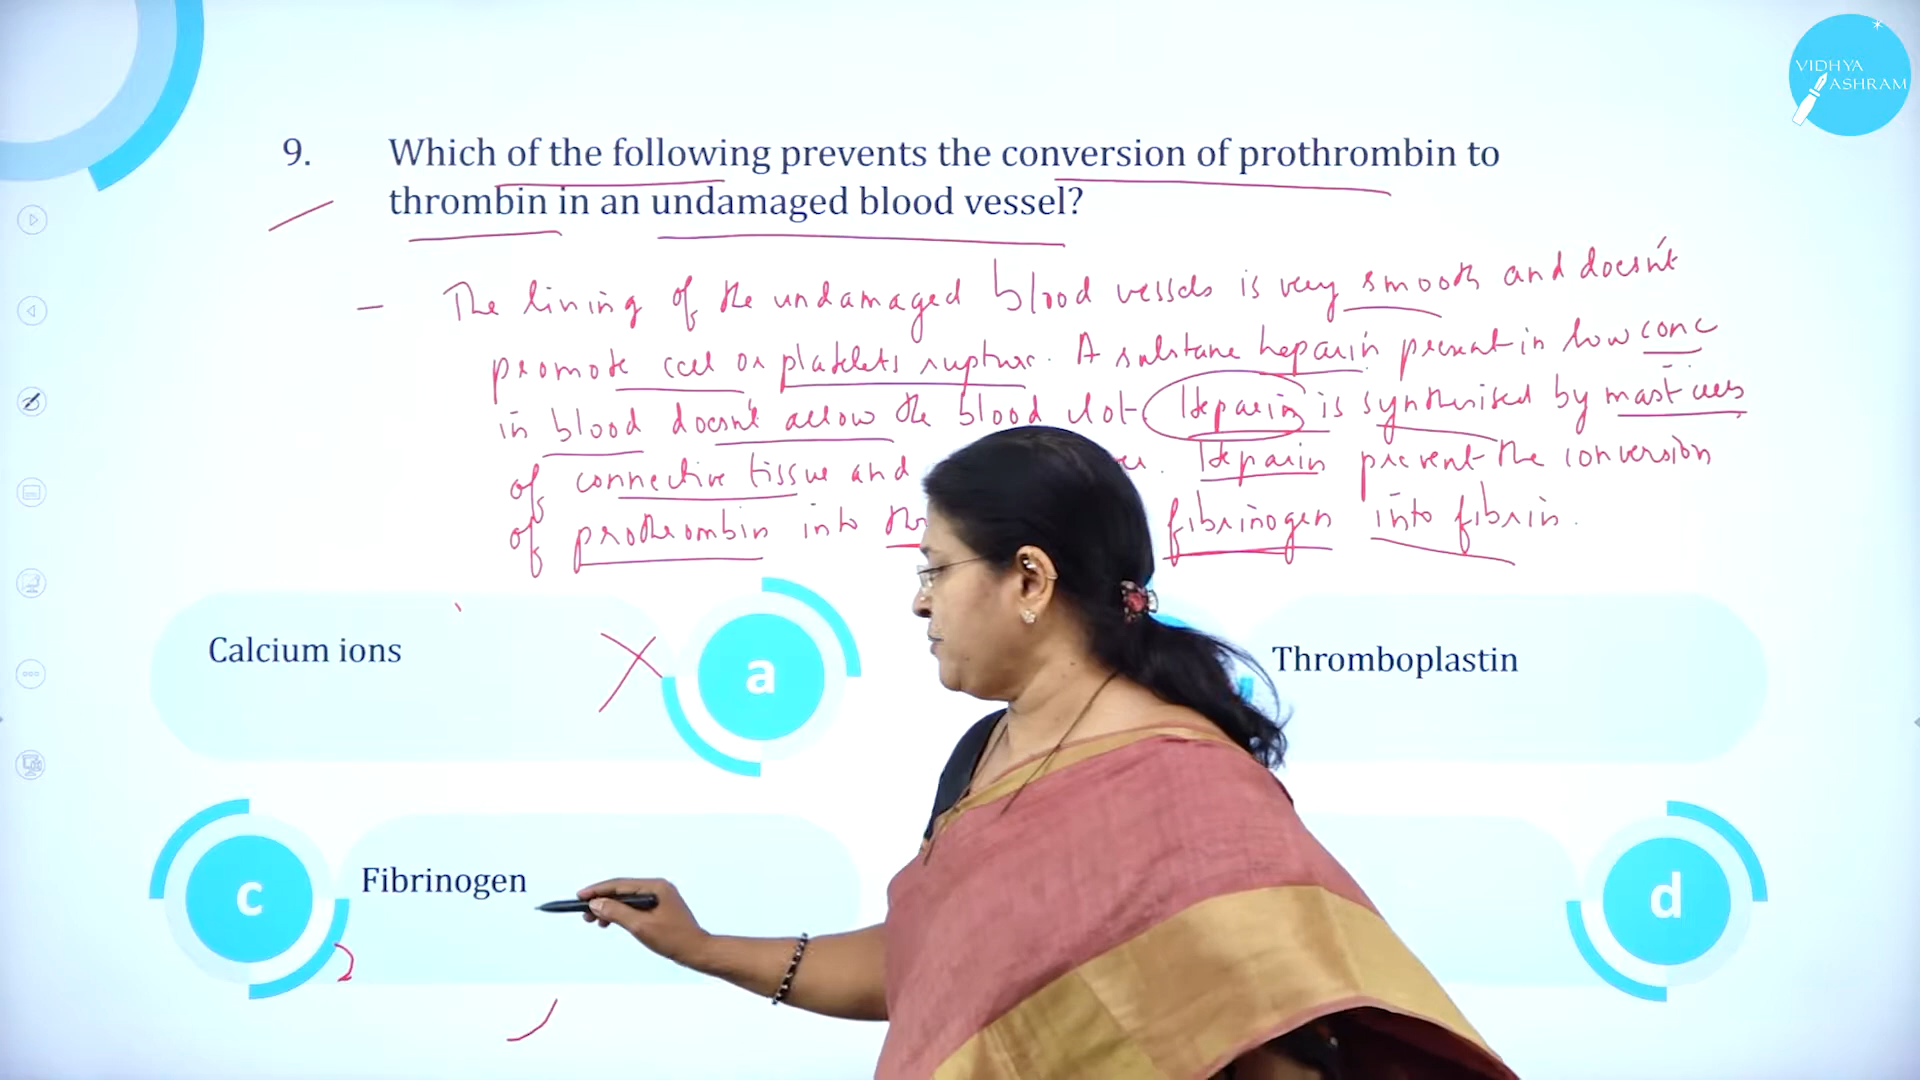 VIDHYA
ASHRAM
9. Which of the following prevents the conversion of prothrombin to
thrombin in an undamaged blood vessel?
- The lining of the undamaged blood vessels is very smooth and doesn't
promote cell or platelets rupture. A substane heparin present in low conc
in blood doesn't allow the blood clot. Heparin is synthesised by mast cells
of connective tissue and Heparin prevent the conversion
of prothrombin into fibrinogen into fibrin.
Calcium ions a Thromboplastin
c Fibrinogen d